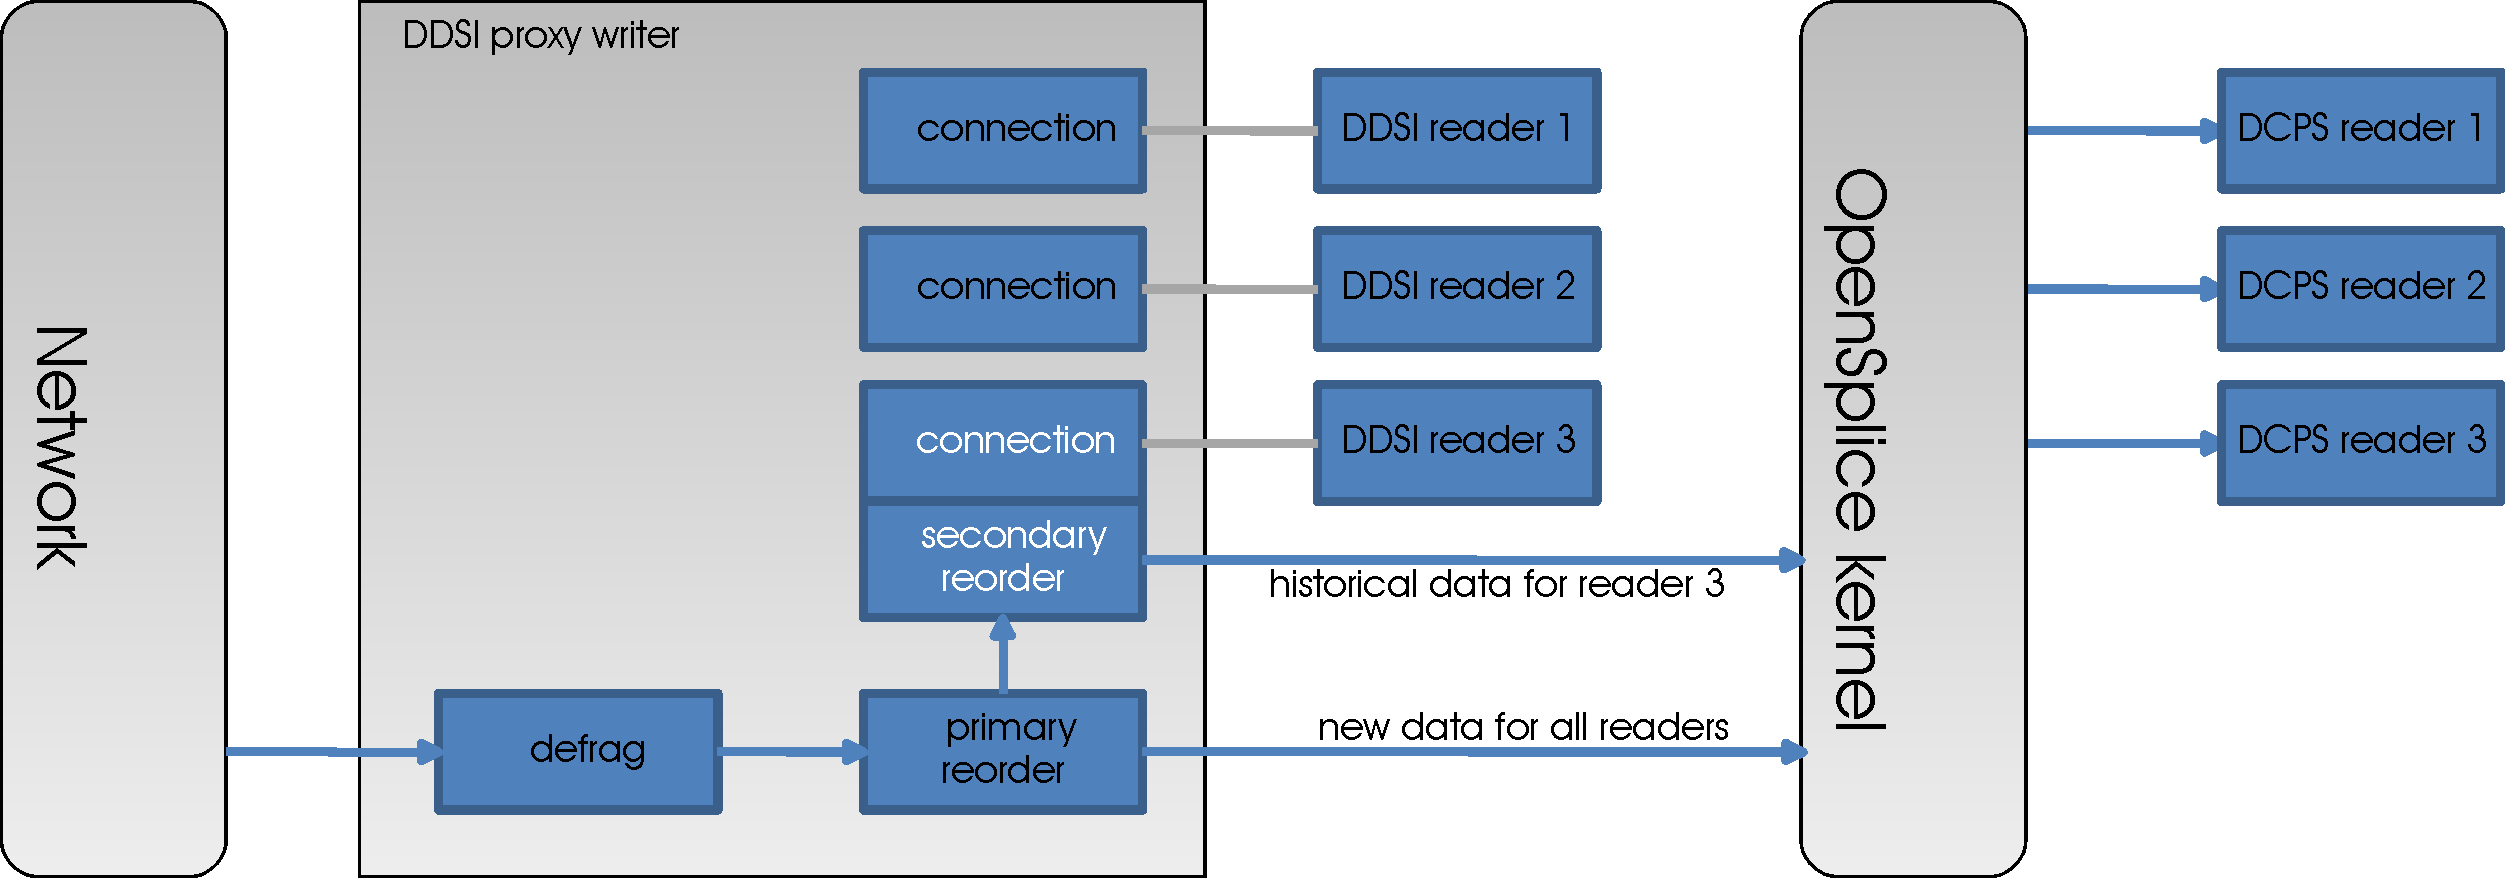 Network
DDSI proxy writer
connection
DDSI reader 1
connection
DDSI reader 2
connection
DDSI reader 3
secondary
reorder
historical data for reader 3
defrag
primary
reorder
new data for all readers
OpenSplice kernel
DCPS reader 1
DCPS reader 2
DCPS reader 3